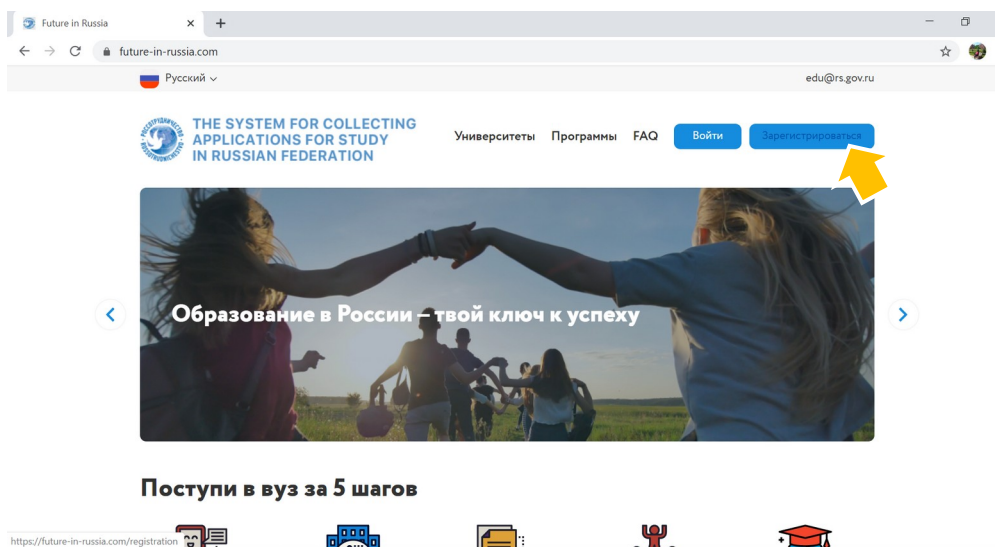 Future in Russia
future-in-russia.com
Русский
edu@rs.gov.ru
THE SYSTEM FOR COLLECTING
APPLICATIONS FOR STUDY
IN RUSSIAN FEDERATION
Университеты Программы FAQ Войти Зарегистрироваться
Образование в России – твой ключ к успеху
Поступи в вуз за 5 шагов
https://future-in-russia.com/registration